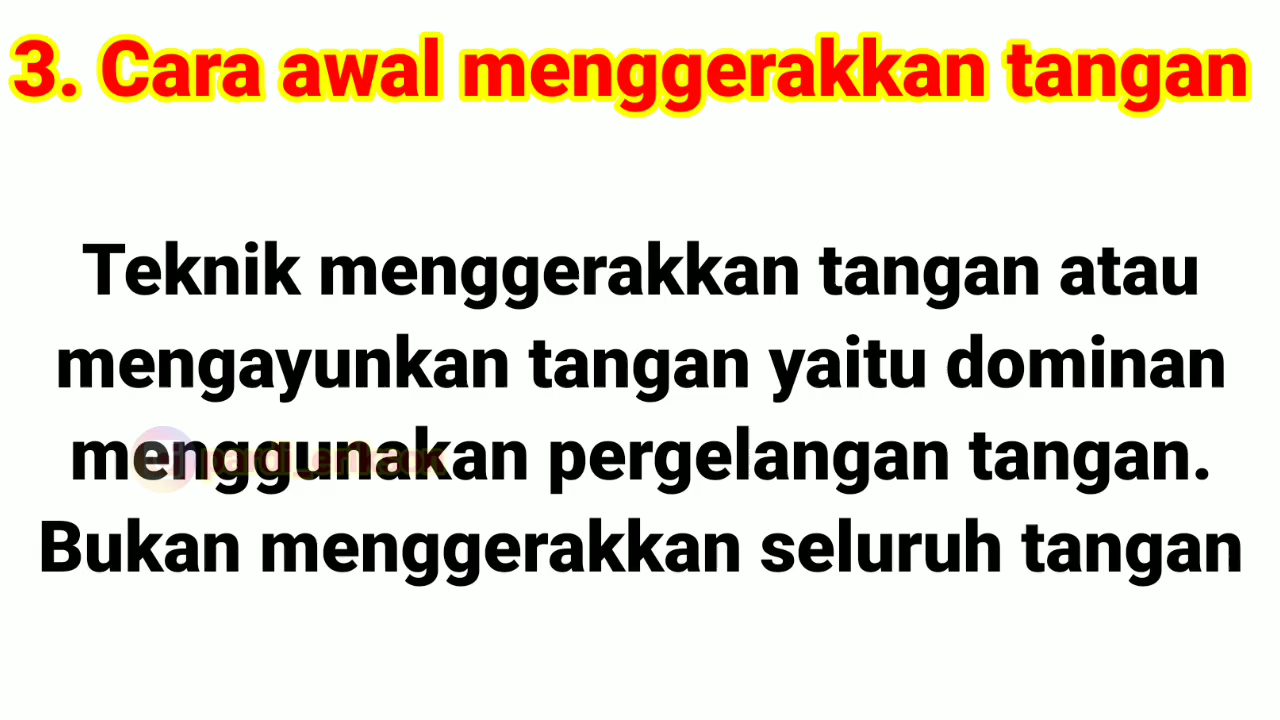 3. Cara awal menggerakkan tangan
Teknik menggerakkan tangan atau
mengayunkan tangan yaitu dominan
menggunakan pergelangan tangan.
Bukan menggerakkan seluruh tangan